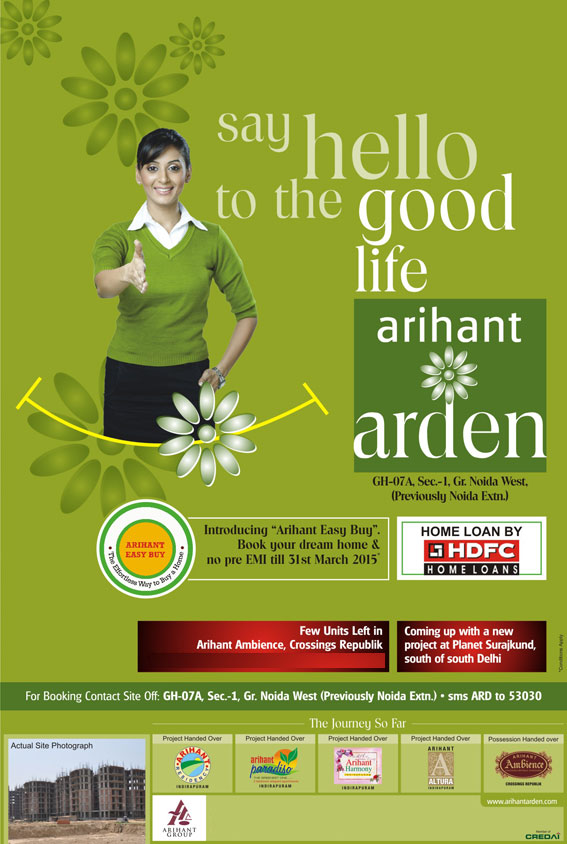 say hello
to the good
life
arihant
arden
GH-07A, Sec.-1, Gr. Noida West,
(Previously Noida Extn.)
ARIHANT
EASY BUY
• The Effortless Way to Buy a Home •
Introducing “Arihant Easy Buy”.
Book your dream home &
no pre EMI till 31st March 2015*
HOME LOAN BY
HDFC
HOME LOANS
Few Units Left in
Arihant Ambience, Crossings Republik
Coming up with a new
project at Planet Surajkund,
south of south Delhi
*Conditions Apply
For Booking Contact Site Off: GH-07A, Sec.-1, Gr. Noida West (Previously Noida Extn.) • sms ARD to 53030
The Journey So Far
Actual Site Photograph
Project Handed Over
ARIHANT
RESIDENCY
INDIRAPURAM
Project Handed Over
arihant
paradiso
INDIRAPURAM
Project Handed Over
Arihant
Harmony
INDIRAPURAM
Project Handed Over
ARIHANT
A
ALTURA
INDIRAPURAM
Possession Handed over
ARIHANT
AmBience
CROSSINGS REPUBLIK
www.arihantarden.com
ARIHANT
GROUP
Member of
CREDAI